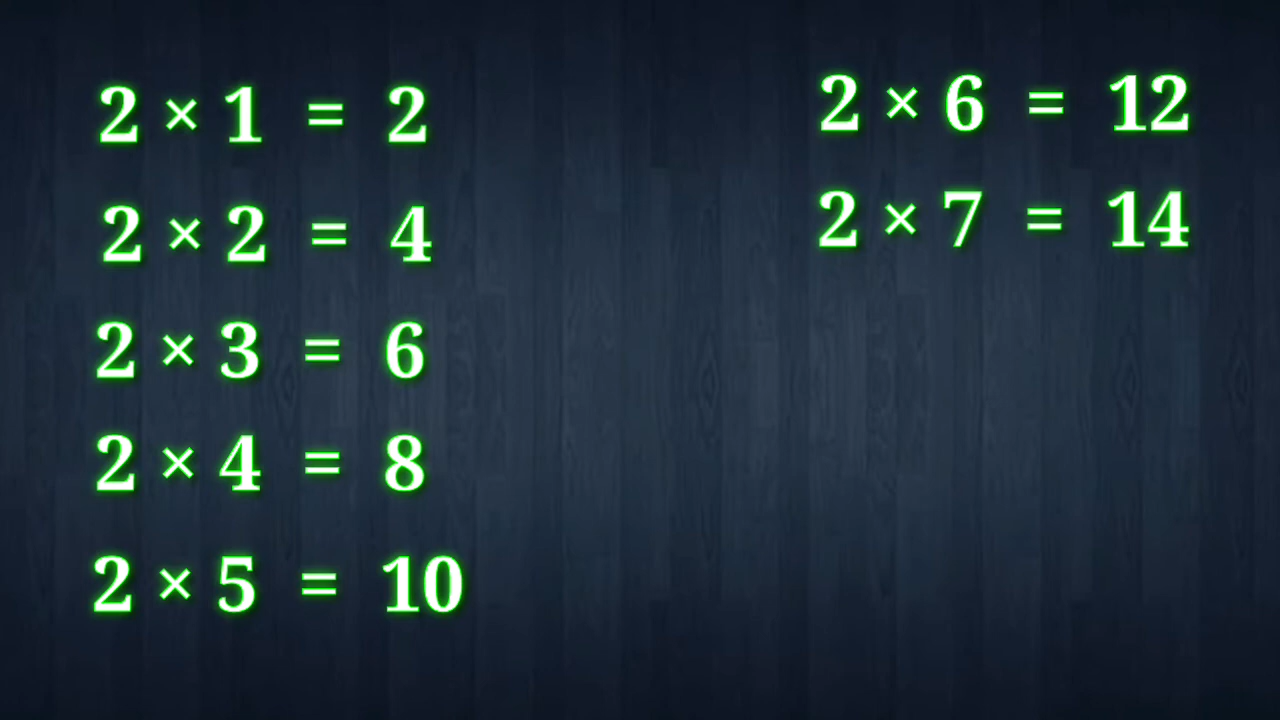 2 × 1 = 2
2 × 2 = 4
2 × 3 = 6
2 × 4 = 8
2 × 5 = 10
2 × 6 = 12
2 × 7 = 14